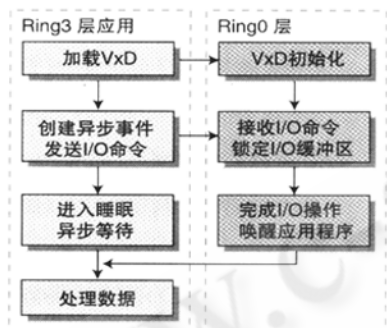 Ring3 层应用
Ring0 层
加载VxD
VxD初始化
创建异步事件
发送I/O命令
接收I/O命令
锁定I/O缓冲区
进入睡眠
异步等待
完成I/O操作
唤醒应用程序
处理数据